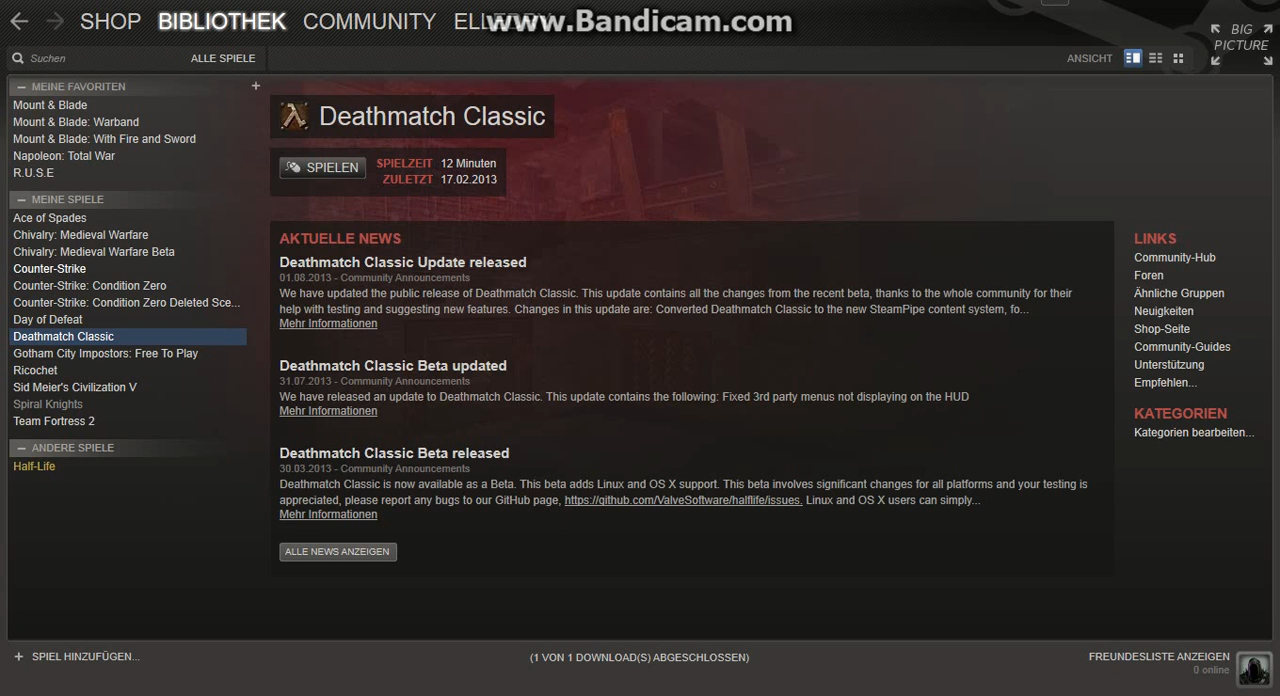 SHOP BIBLIOTHEK COMMUNITY
www.Bandicam.com
BIG PICTURE
Suchen
ALLE SPIELE
ANSICHT
— MEINE FAVORITEN +
Mount & Blade
Mount & Blade: Warband
Mount & Blade: With Fire and Sword
Napoleon: Total War
R.U.S.E
— MEINE SPIELE
Ace of Spades
Chivalry: Medieval Warfare
Chivalry: Medieval Warfare Beta
Counter-Strike
Counter-Strike: Condition Zero
Counter-Strike: Condition Zero Deleted Sce...
Day of Defeat
Deathmatch Classic
Gotham City Impostors: Free To Play
Ricochet
Sid Meier's Civilization V
Spiral Knights
Team Fortress 2
— ANDERE SPIELE
Half-Life
Deathmatch Classic
SPIELEN
SPIELZEIT 12 Minuten
ZULETZT 17.02.2013
AKTUELLE NEWS
Deathmatch Classic Update released
01.08.2013 - Community Announcements
We have updated the public release of Deathmatch Classic. This update contains all the changes from the recent beta, thanks to the whole community for their
help with testing and suggesting new features. Changes in this update are: Converted Deathmatch Classic to the new SteamPipe content system, fo...
Mehr Informationen
Deathmatch Classic Beta updated
31.07.2013 - Community Announcements
We have released an update to Deathmatch Classic. This update contains the following: Fixed 3rd party menus not displaying on the HUD
Mehr Informationen
Deathmatch Classic Beta released
30.03.2013 - Community Announcements
Deathmatch Classic is now available as a Beta. This beta adds Linux and OS X support. This beta involves significant changes for all platforms and your testing is
appreciated, please report any bugs to our GitHub page, https://github.com/ValveSoftware/halflife/issues. Linux and OS X users can simply...
Mehr Informationen
ALLE NEWS ANZEIGEN
LINKS
Community-Hub
Foren
Ähnliche Gruppen
Neuigkeiten
Shop-Seite
Community-Guides
Unterstützung
Empfehlen...
KATEGORIEN
Kategorien bearbeiten...
+ SPIEL HINZUFÜGEN...
(1 VON 1 DOWNLOAD(S) ABGESCHLOSSEN)
FREUNDESLISTE ANZEIGEN
0 online